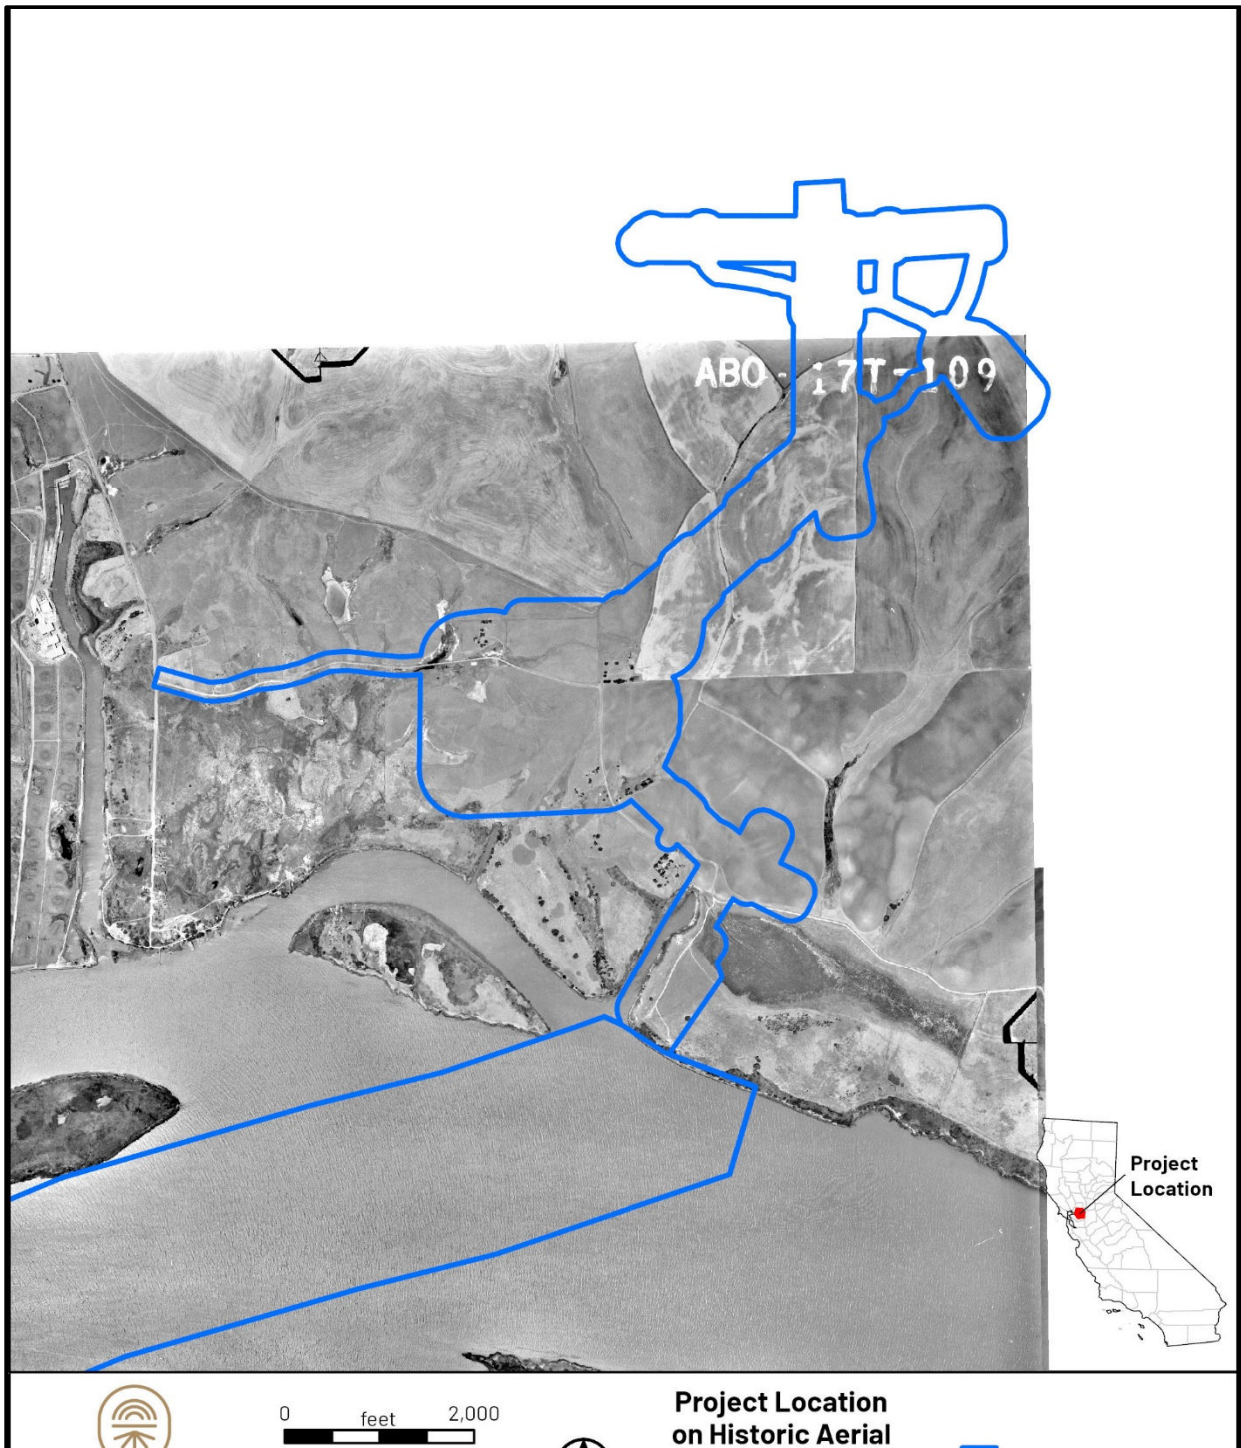 ABO-17T-109
Project
Location
0 feet 2,000
Project Location
on Historic Aerial